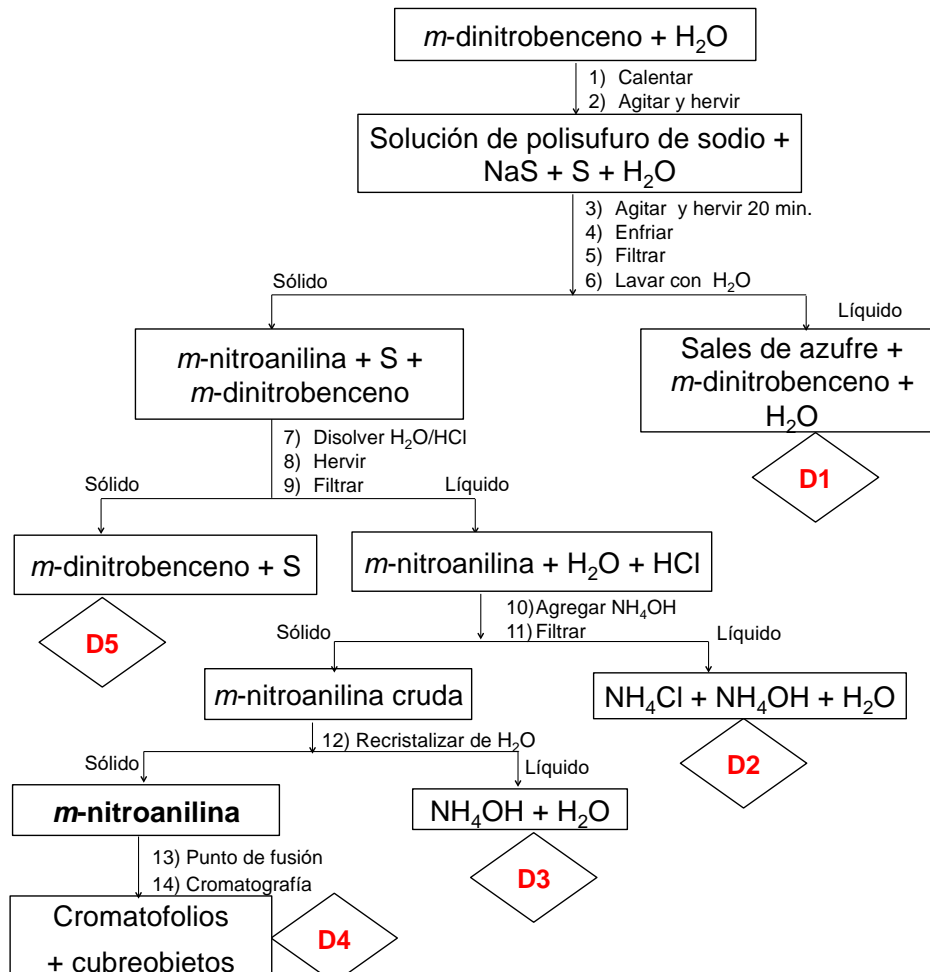 m-dinitrobenceno + H₂O
1) Calentar
2) Agitar y hervir
Solución de polisufuro de sodio +
NaS + S + H₂O
3) Agitar y hervir 20 min.
4) Enfriar
5) Filtrar
6) Lavar con H₂O
Sólido
Líquido
m-nitroanilina + S +
m-dinitrobenceno
Sales de azufre +
m-dinitrobenceno +
H₂O
D1
7) Disolver H₂O/HCl
8) Hervir
9) Filtrar
Sólido
Líquido
m-dinitrobenceno + S
m-nitroanilina + H₂O + HCl
D5
10) Agregar NH₄OH
11) Filtrar
Sólido
Líquido
m-nitroanilina cruda
NH₄Cl + NH₄OH + H₂O
D2
12) Recristalizar de H₂O
Sólido
Líquido
m-nitroanilina
NH₄OH + H₂O
D3
13) Punto de fusión
14) Cromatografía
Cromatofolios
+ cubreobjetos
D4